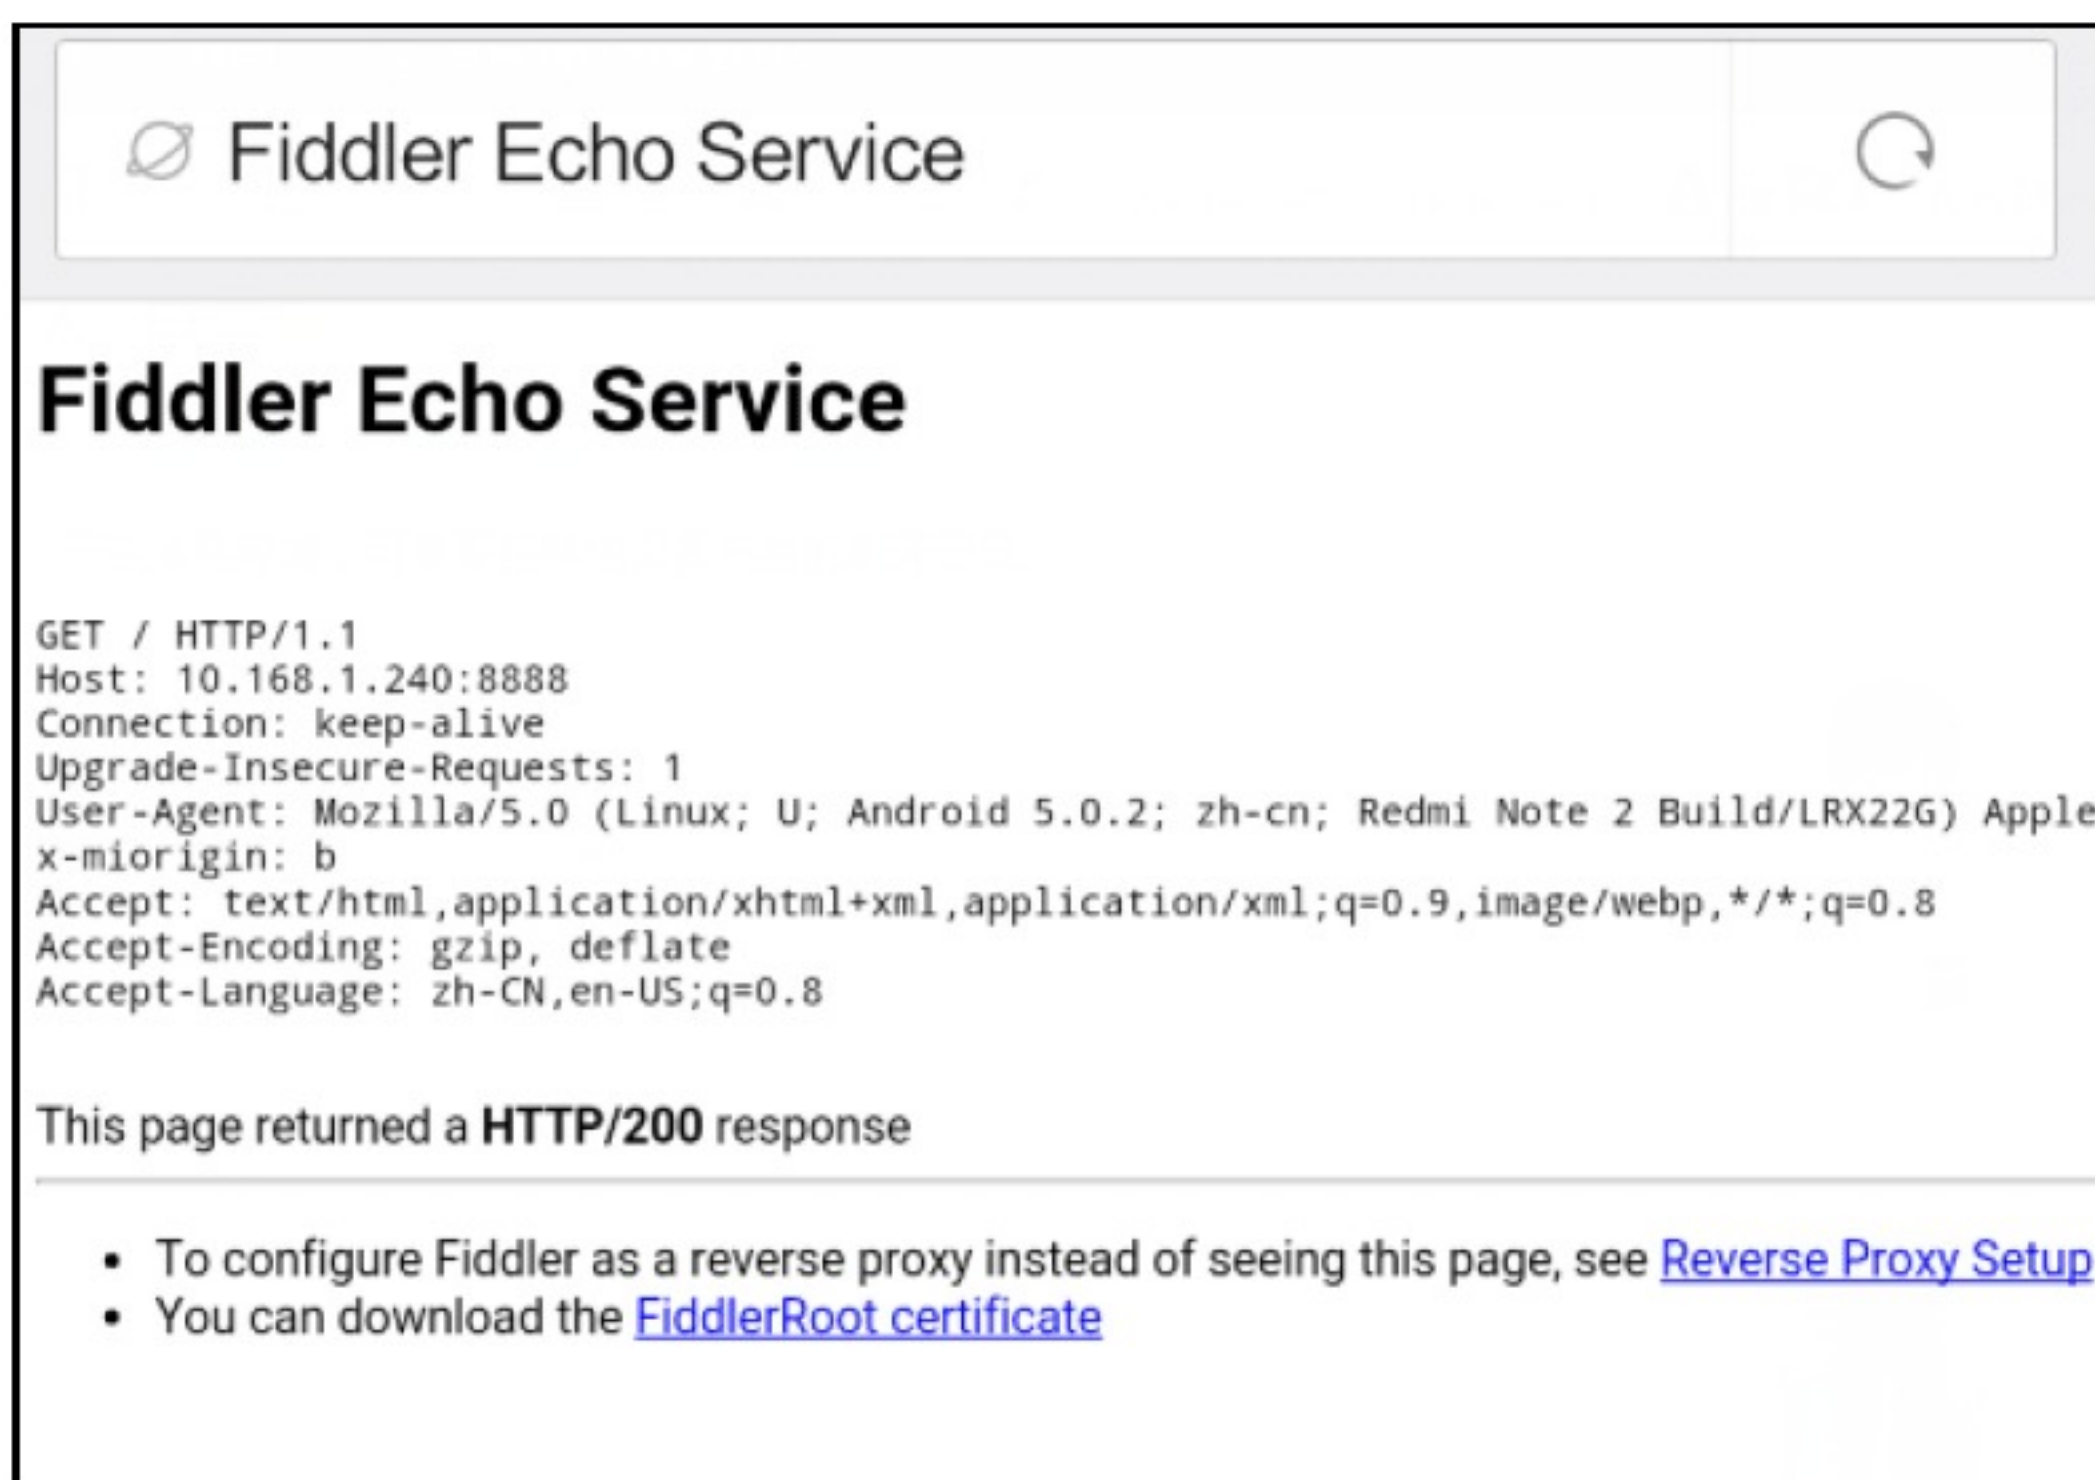 Fiddler Echo Service
Fiddler Echo Service
GET / HTTP/1.1
Host: 10.168.1.240:8888
Connection: keep-alive
Upgrade-Insecure-Requests: 1
User-Agent: Mozilla/5.0 (Linux; U; Android 5.0.2; zh-cn; Redmi Note 2 Build/LRX22G) Apple
x-miorigin: b
Accept: text/html,application/xhtml+xml,application/xml;q=0.9,image/webp,*/*;q=0.8
Accept-Encoding: gzip, deflate
Accept-Language: zh-CN,en-US;q=0.8
This page returned a HTTP/200 response
• To configure Fiddler as a reverse proxy instead of seeing this page, see Reverse Proxy Setup
• You can download the FiddlerRoot certificate